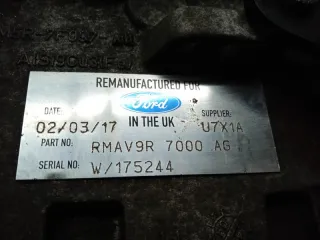 REMANUFACTURED FOR
Ford
DATE: SUPPLIER:
02/03/17 IN THE UK U7X1A
PART NO: RMAV9R 7000 AG
SERIAL NO: W/175244